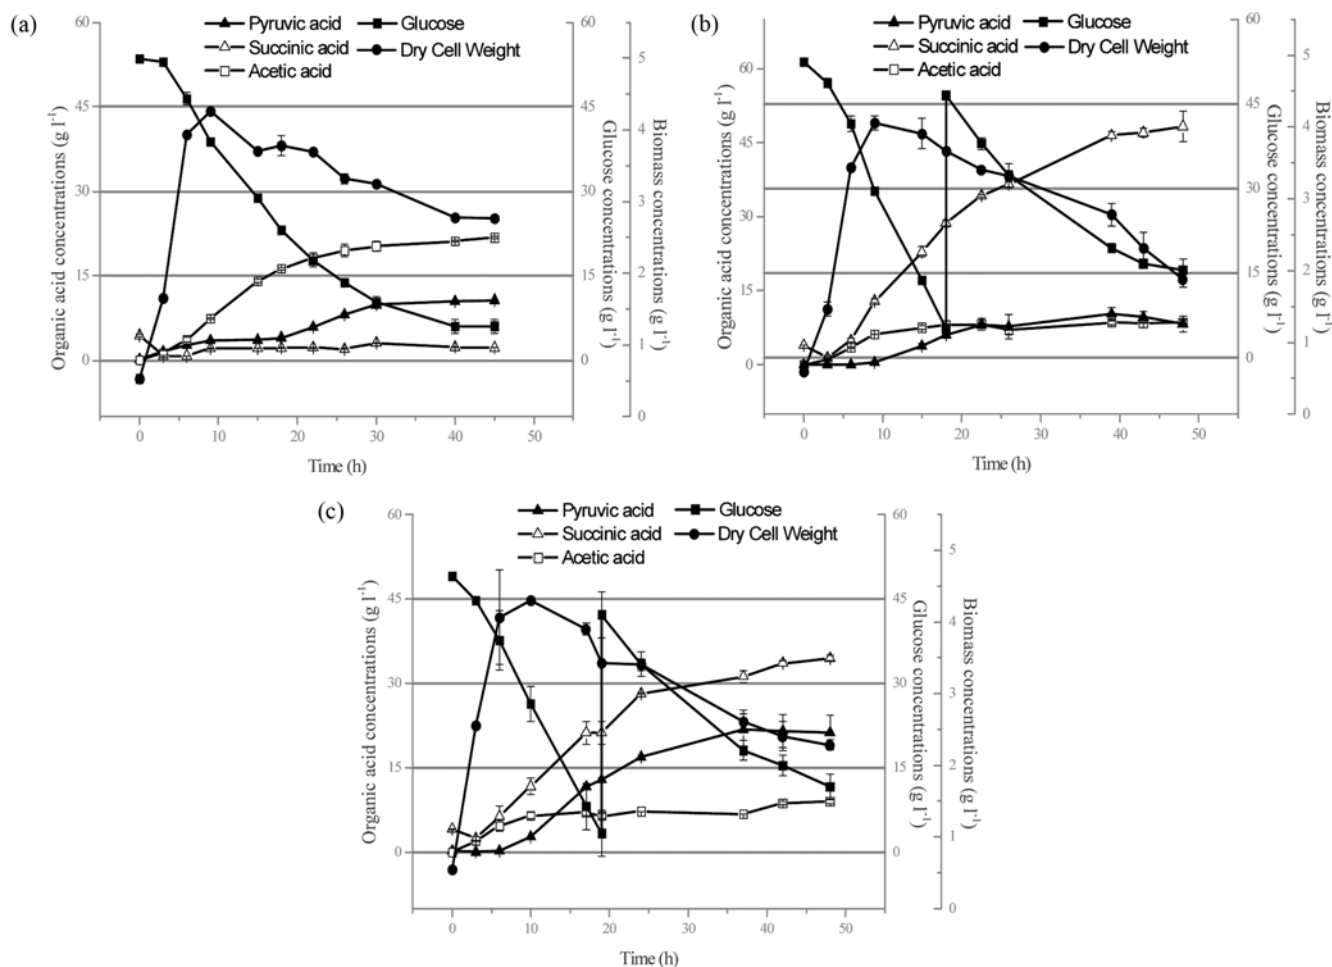 (a)
Pyruvic acid
Glucose
Succinic acid
Dry Cell Weight
Acetic acid
60
45
30
15
0
Organic acid concentrations (g l⁻¹)
60
45
30
15
0
Glucose concentrations (g l⁻¹)
5
4
3
2
1
0
Biomass concentrations (g l⁻¹)
0 10 20 30 40 50
Time (h)
(b)
Pyruvic acid
Glucose
Succinic acid
Dry Cell Weight
Acetic acid
60
45
30
15
0
Organic acid concentrations (g l⁻¹)
60
45
30
15
0
Glucose concentrations (g l⁻¹)
5
4
3
2
1
0
Biomass concentrations (g l⁻¹)
0 10 20 30 40 50
Time (h)
(c)
Pyruvic acid
Glucose
Succinic acid
Dry Cell Weight
Acetic acid
60
45
30
15
0
Organic acid concentrations (g l⁻¹)
60
45
30
15
0
Glucose concentrations (g l⁻¹)
5
4
3
2
1
0
Biomass concentrations (g l⁻¹)
0 10 20 30 40 50
Time (h)